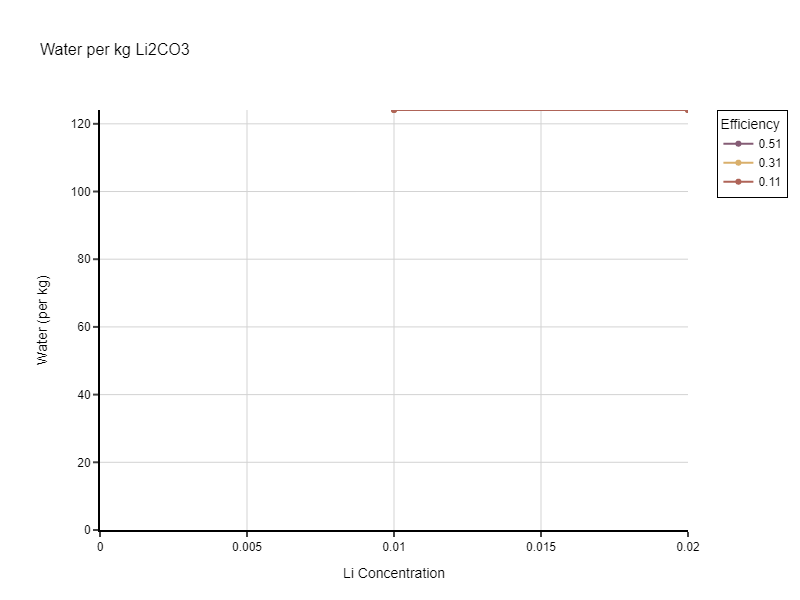 Water per kg Li2CO3
Efficiency
0.51
0.31
0.11
120
100
80
60
40
20
0
Water (per kg)
0 0.005 0.01 0.015 0.02
Li Concentration